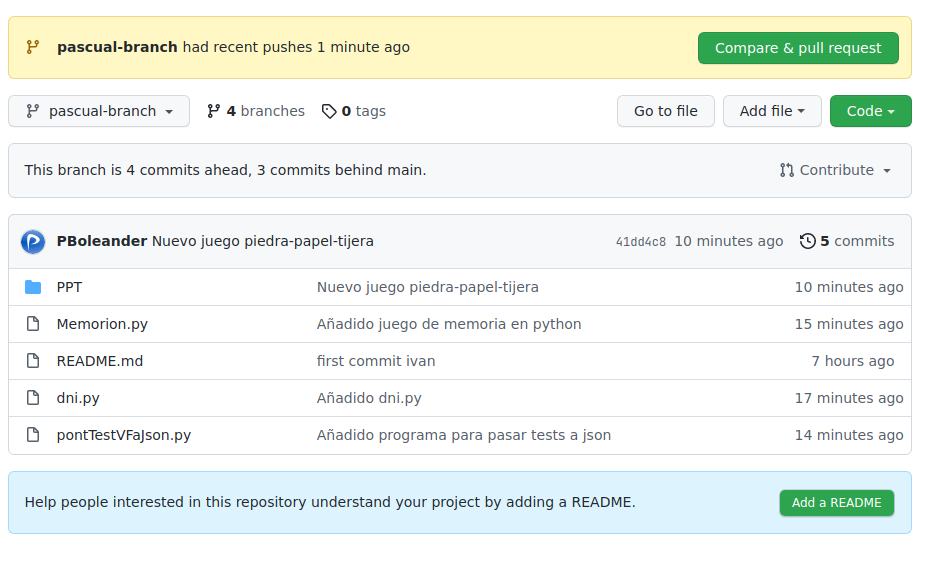 pascual-branch had recent pushes 1 minute ago Compare & pull request
pascual-branch 4 branches 0 tags Go to file Add file Code
This branch is 4 commits ahead, 3 commits behind main. Contribute
PBoleander Nuevo juego piedra-papel-tijera 41dd4c8 10 minutes ago 5 commits
PPT Nuevo juego piedra-papel-tijera 10 minutes ago
Memorion.py Añadido juego de memoria en python 15 minutes ago
README.md first commit ivan 7 hours ago
dni.py Añadido dni.py 17 minutes ago
pontTestVFaJson.py Añadido programa para pasar tests a json 14 minutes ago
Help people interested in this repository understand your project by adding a README. Add a README